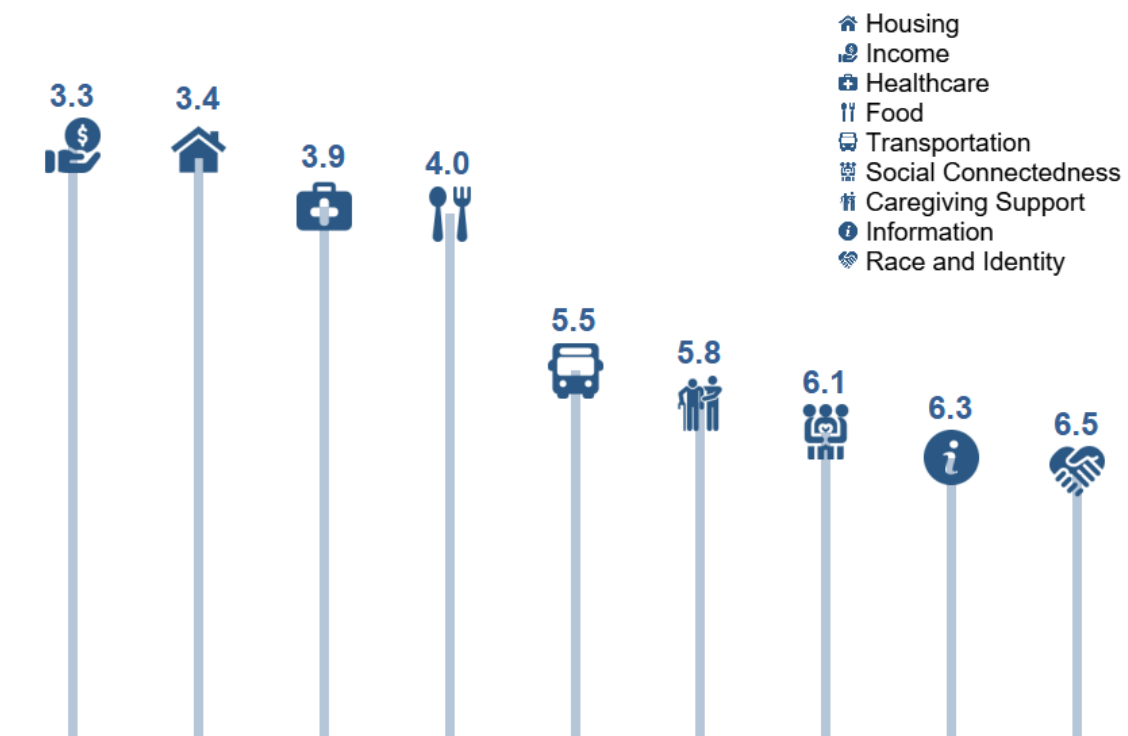 Housing
Income
Healthcare
Food
Transportation
Social Connectedness
Caregiving Support
Information
Race and Identity
3.3
3.4
3.9
4.0
5.5
5.8
6.1
6.3
6.5